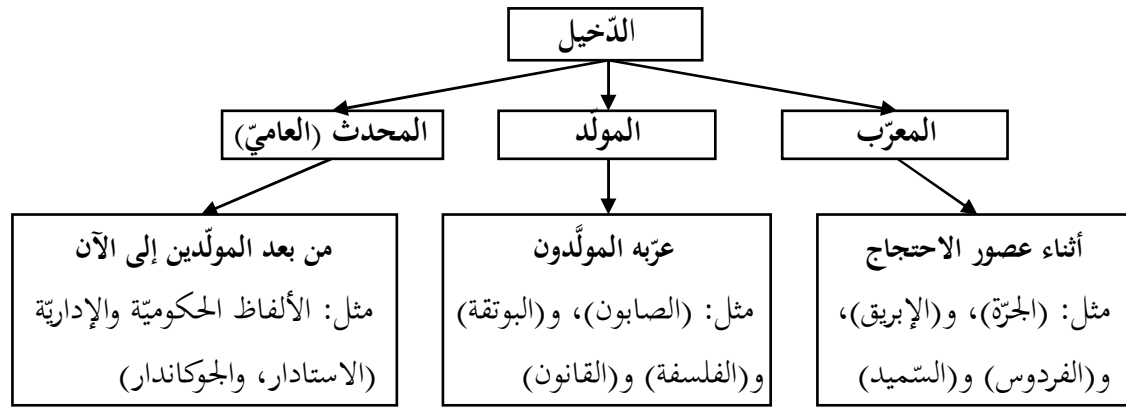 الدّخيل
المعرّب
المولّد
المحدث (العاميّ)
أثناء عصور الاحتجاج
مثل: (الجرّة)، و(الإبريق)،
و(الفردوس) و(السّميد)
عرّبه المولَّدون
مثل: (الصابون)، و(البوتقة)
و(الفلسفة) و(القانون)
من بعد المولّدين إلى الآن
مثل: الألفاظ الحكوميّة والإداريّة
(الاستادار، والجوكاندار)